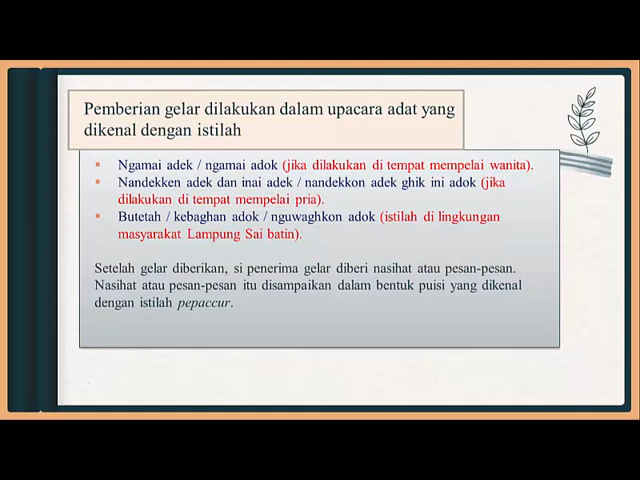 Pemberian gelar dilakukan dalam upacara adat yang
dikenal dengan istilah
▪ Ngamai adek / ngamai adok (jika dilakukan di tempat mempelai wanita).
▪ Nandekken adek dan inai adek / nandekkon adek ghik ini adok (jika
dilakukan di tempat mempelai pria).
▪ Butetah / kebaghan adok / nguwaghkon adok (istilah di lingkungan
masyarakat Lampung Sai batin).
Setelah gelar diberikan, si penerima gelar diberi nasihat atau pesan-pesan.
Nasihat atau pesan-pesan itu disampaikan dalam bentuk puisi yang dikenal
dengan istilah pepaccur.